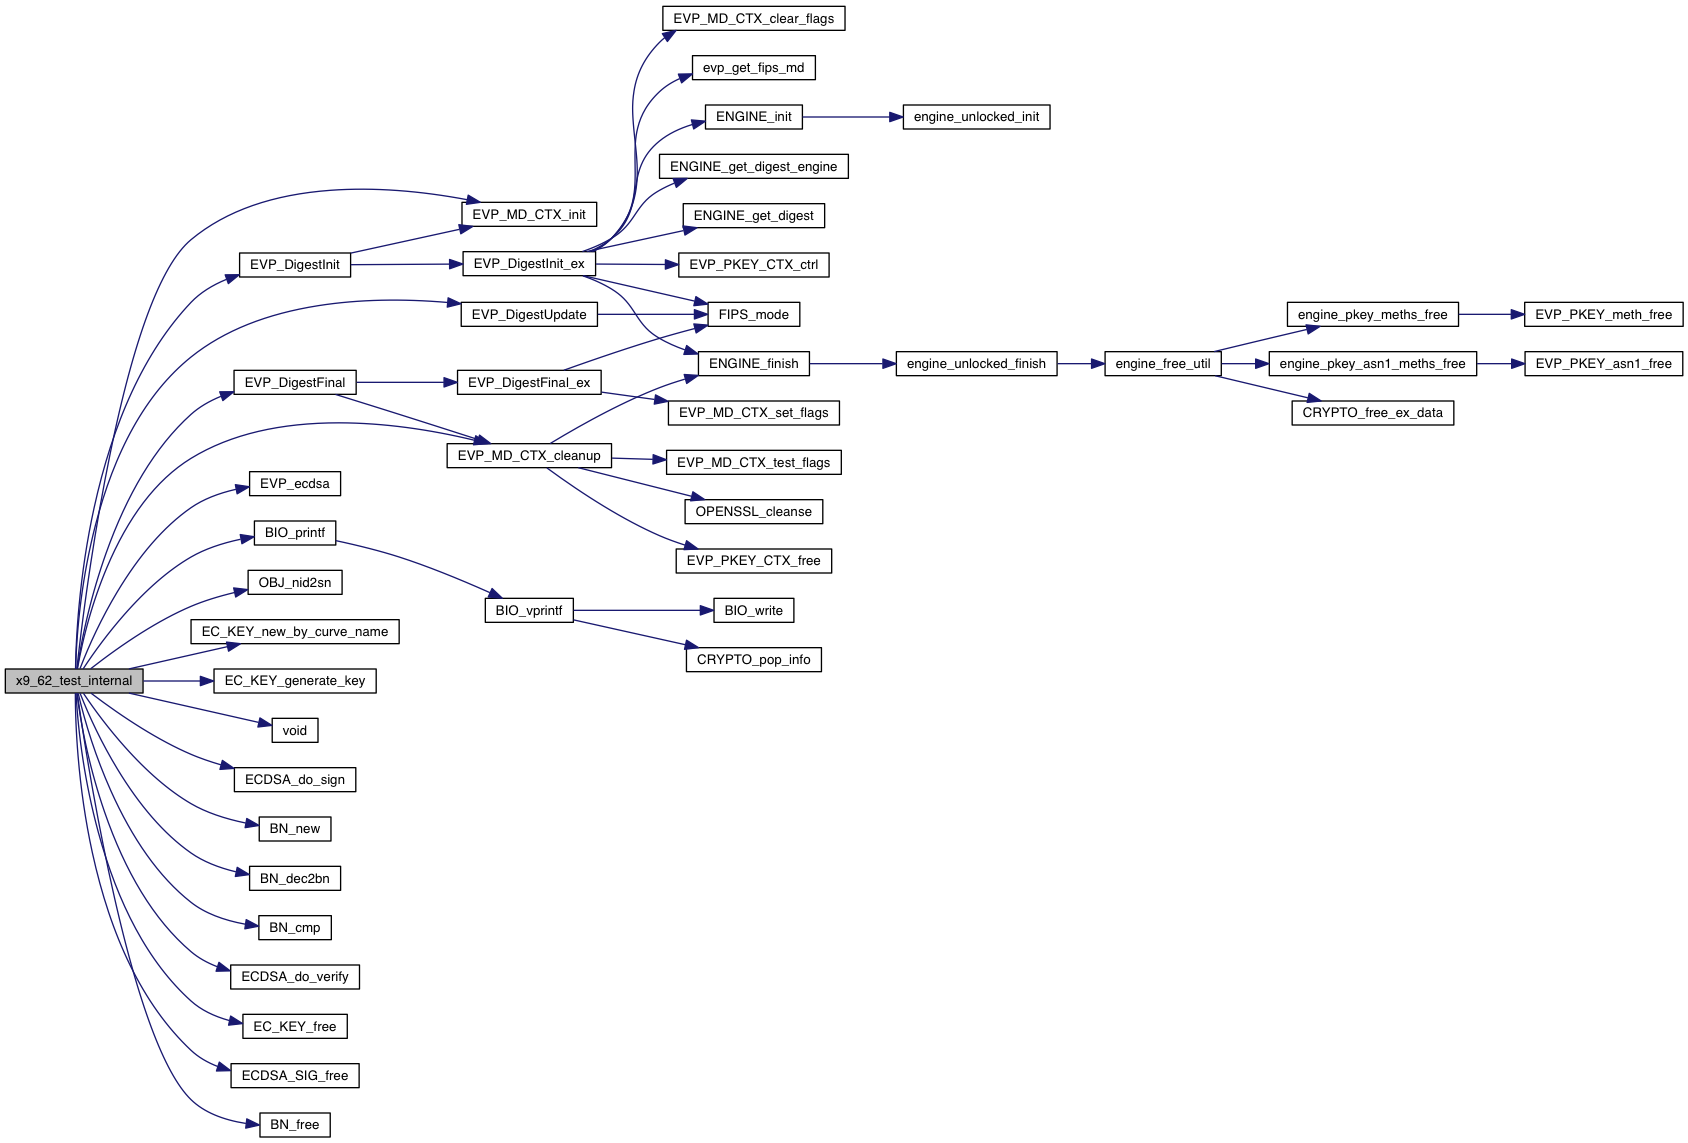 EVP_MD_CTX_clear_flags
evp_get_fips_md
ENGINE_init
engine_unlocked_init
ENGINE_get_digest_engine
EVP_MD_CTX_init
ENGINE_get_digest
EVP_DigestInit
EVP_DigestInit_ex
EVP_PKEY_CTX_ctrl
EVP_DigestUpdate
FIPS_mode
engine_pkey_meths_free
EVP_PKEY_meth_free
ENGINE_finish
engine_unlocked_finish
engine_free_util
engine_pkey_asn1_meths_free
EVP_PKEY_asn1_free
EVP_DigestFinal
EVP_DigestFinal_ex
EVP_MD_CTX_set_flags
CRYPTO_free_ex_data
EVP_MD_CTX_cleanup
EVP_MD_CTX_test_flags
EVP_ecdsa
OPENSSL_cleanse
BIO_printf
EVP_PKEY_CTX_free
OBJ_nid2sn
BIO_vprintf
BIO_write
EC_KEY_new_by_curve_name
CRYPTO_pop_info
x9_62_test_internal
EC_KEY_generate_key
void
ECDSA_do_sign
BN_new
BN_dec2bn
BN_cmp
ECDSA_do_verify
EC_KEY_free
ECDSA_SIG_free
BN_free